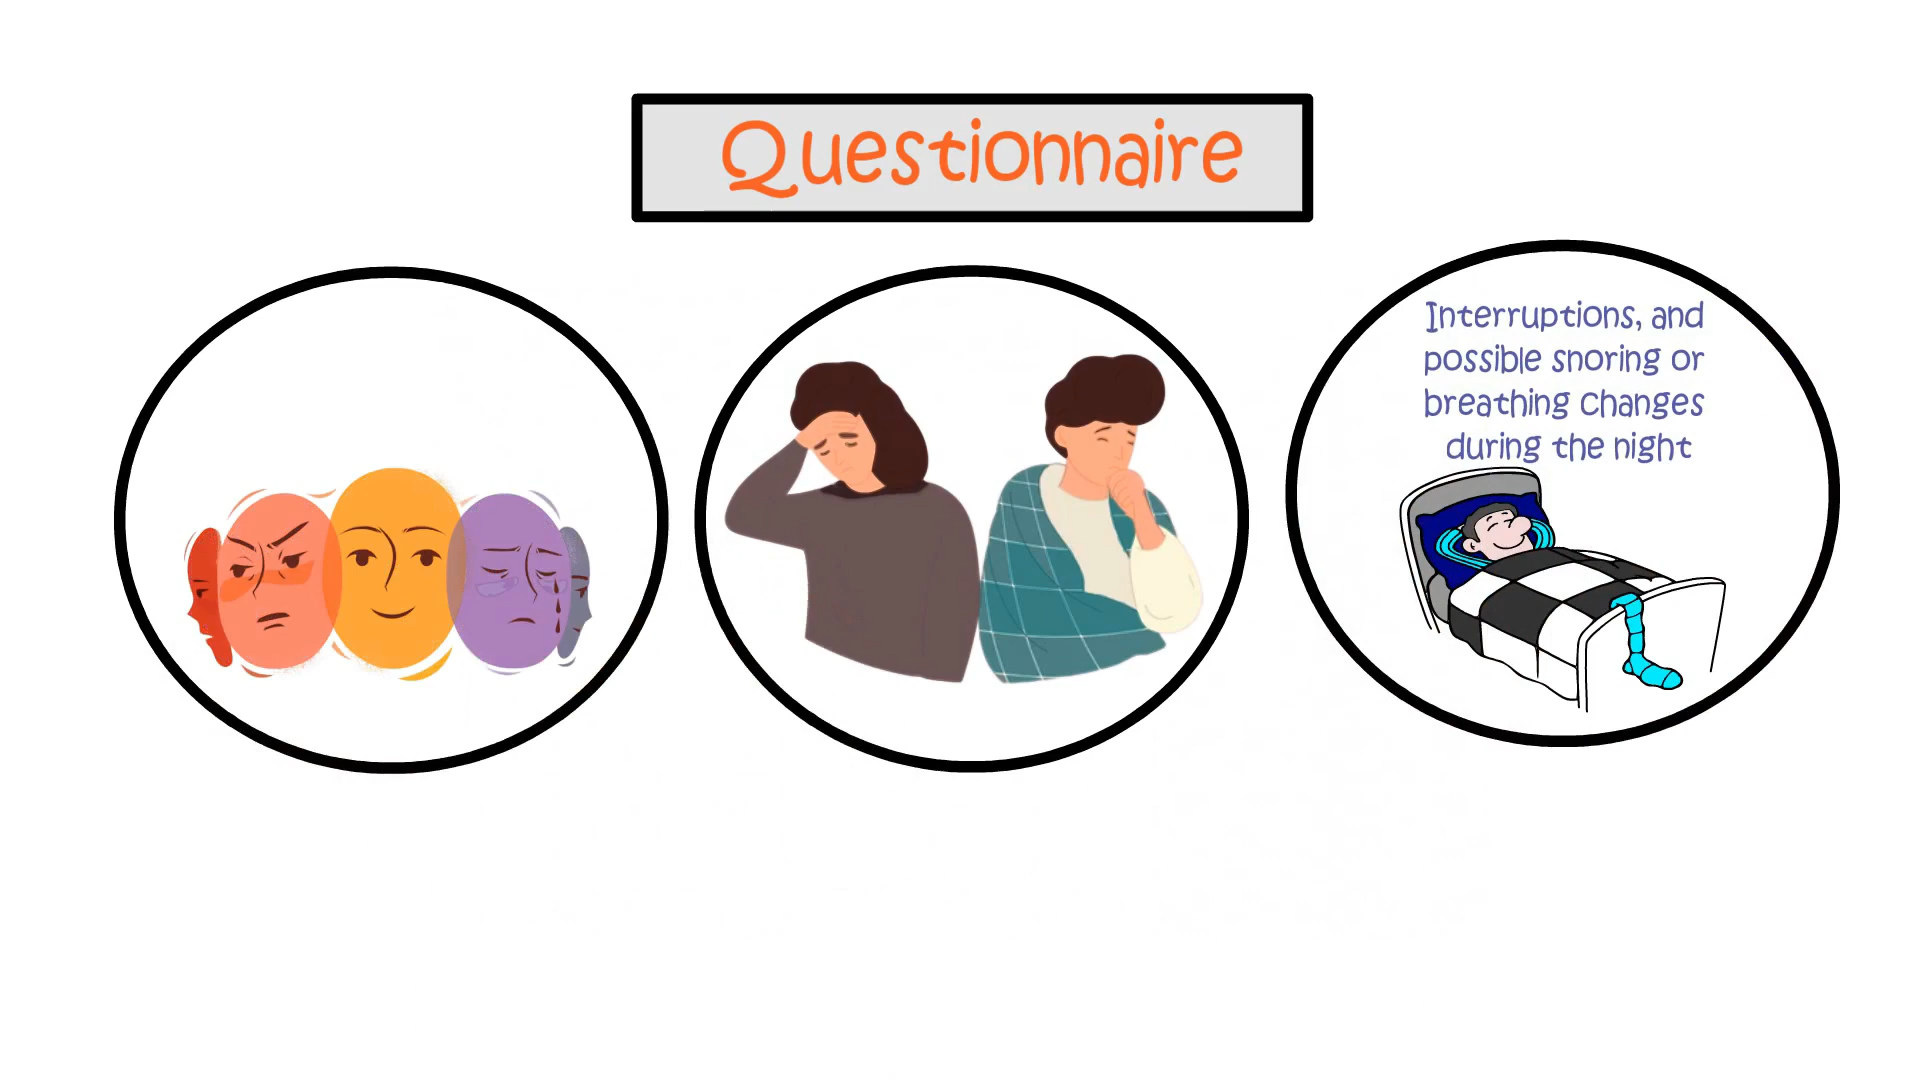 Questionnaire
Interruptions, and
possible snoring or
breathing changes
during the night